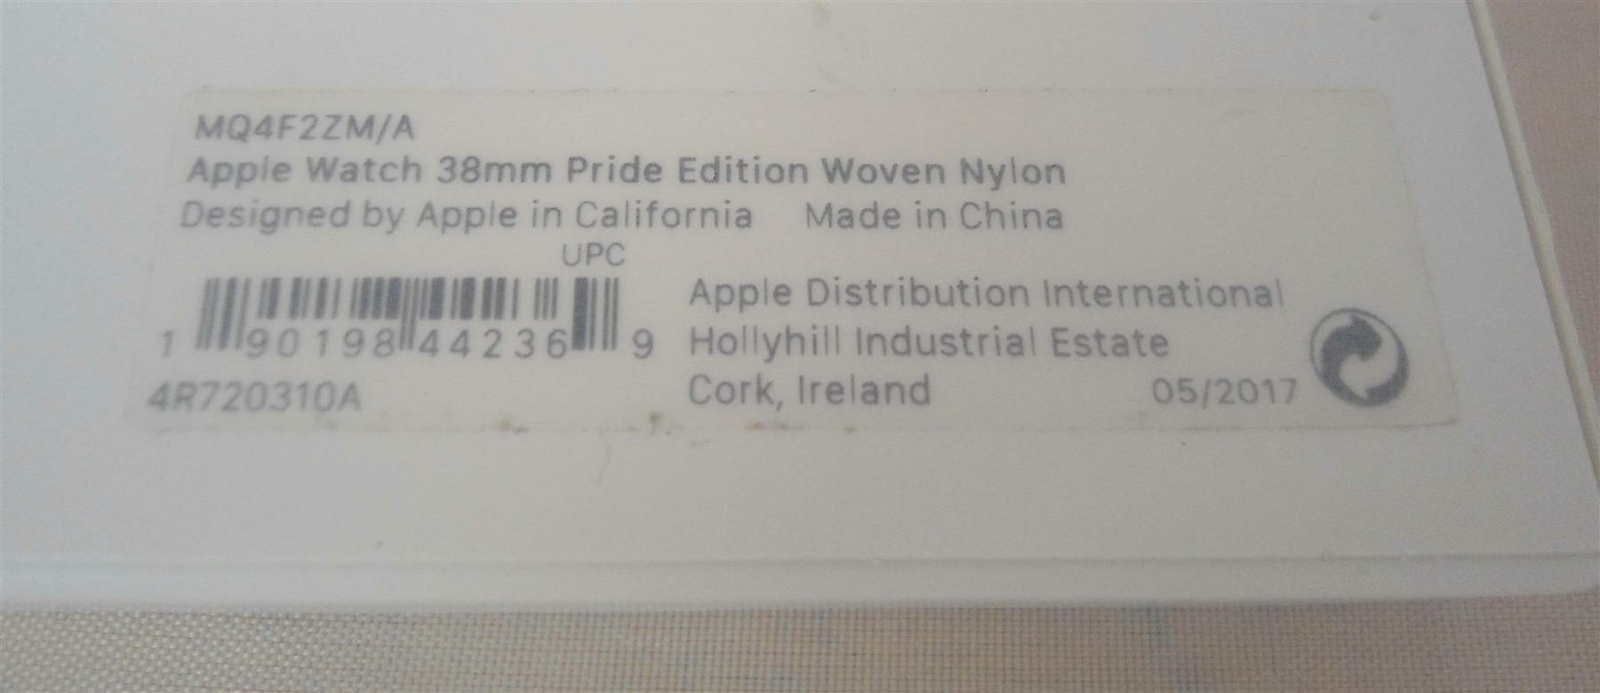 MQ4F2ZM/A
Apple Watch 38mm Pride Edition Woven Nylon
Designed by Apple in California Made in China
UPC
1 90198 44236 9
4R720310A
Apple Distribution International
Hollyhill Industrial Estate
Cork, Ireland 05/2017